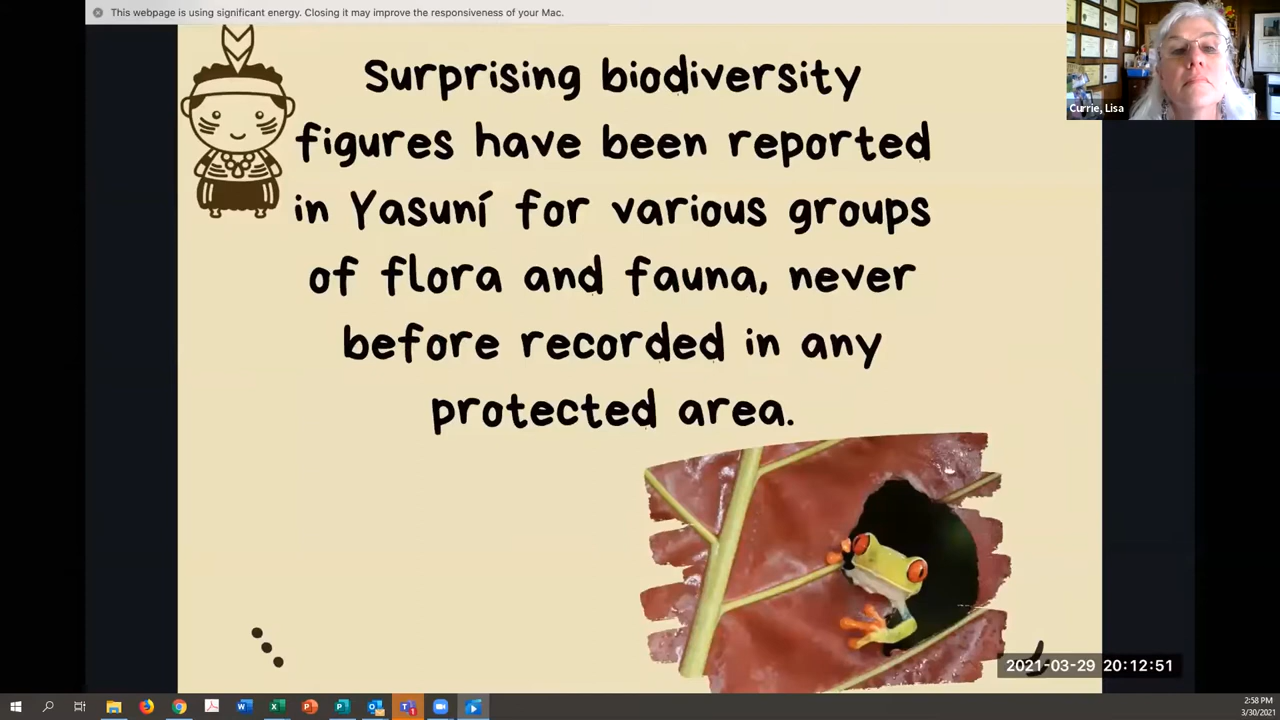 This webpage is using significant energy. Closing it may improve the responsiveness of your Mac.
Surprising biodiversity
figures have been reported
in Yasuní for various groups
of flora and fauna, never
before recorded in any
protected area.
Currie, Lisa
2021-03-29 20:12:51
2:58 PM
3/30/2021